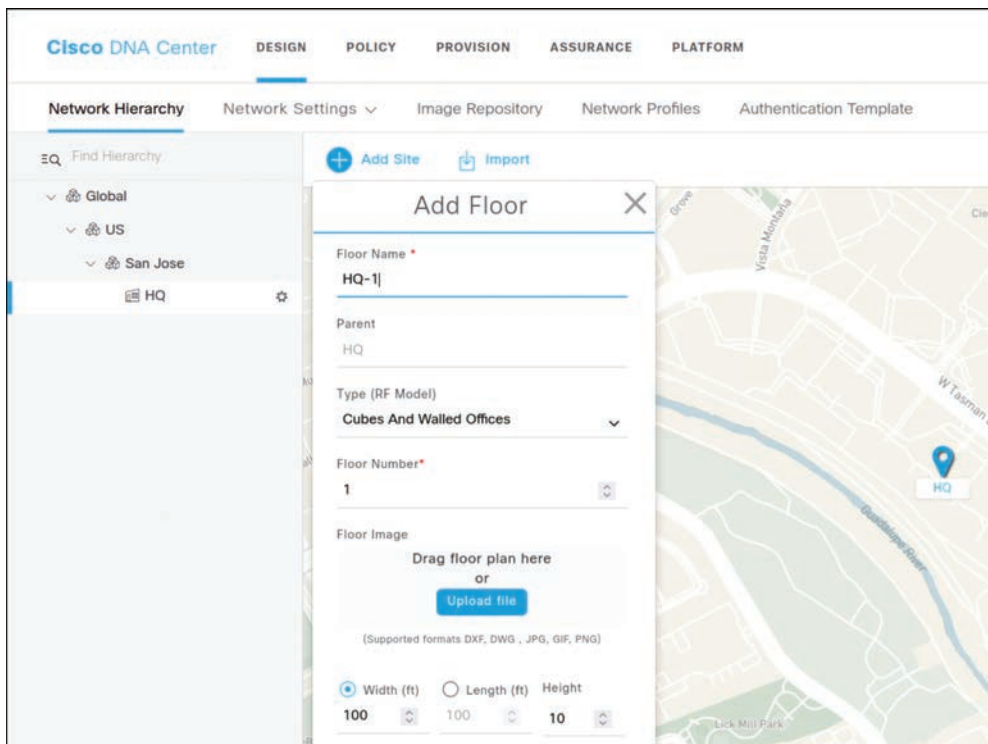 Cisco DNA Center DESIGN POLICY PROVISION ASSURANCE PLATFORM
Network Hierarchy Network Settings Image Repository Network Profiles Authentication Template
Find Hierarchy
Add Site Import
Global
US
San Jose
HQ
Add Floor
Floor Name *
HQ-1
Parent
HQ
Type (RF Model)
Cubes And Walled Offices
Floor Number*
1
Floor Image
Drag floor plan here
or
Upload file
(Supported formats DXF, DWG , JPG, GIF, PNG)
Width (ft) Length (ft) Height
100 100 10
Grove
Vista Montaña
W Tasman
HQ
Guadalupe River
Lick Mill Park